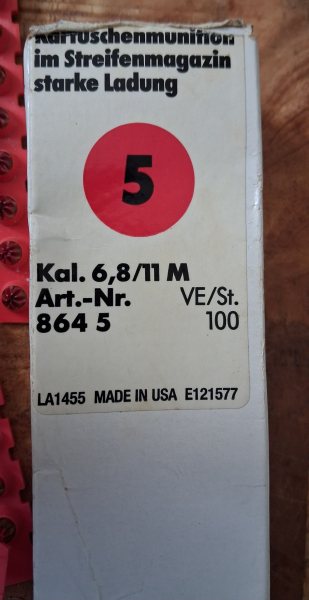 Kartuschenmunition
im Streifenmagazin
starke Ladung
5
Kal. 6,8/11 M
Art.-Nr. VE/St.
864 5 100
LA1455 MADE IN USA E121577